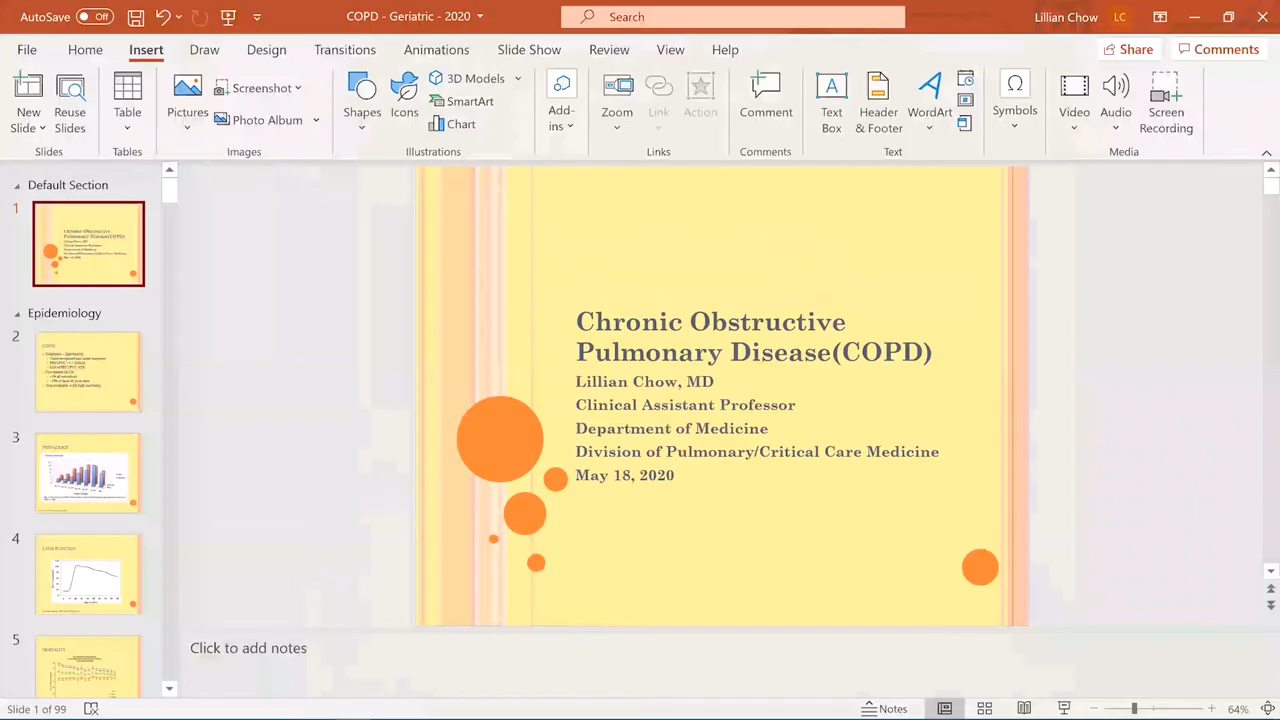 AutoSave Off
COPD - Geriatric - 2020
Search
Lillian Chow LC
File Home Insert Draw Design Transitions Animations Slide Show Review View Help
Share Comments
New Slide
Reuse Slides
Slides
Table
Tables
Pictures
Screenshot
Photo Album
Images
Shapes
Icons
3D Models
SmartArt
Chart
Illustrations
Add-ins
Zoom
Link
Action
Links
Comment
Comments
Text Box
Header & Footer
WordArt
Text
Symbols
Video
Audio
Screen Recording
Media
Default Section
1
Epidemiology
2
COPD
3
Prevalence
4
Lung Function
5
Mortality
Chronic Obstructive
Pulmonary Disease(COPD)
Lillian Chow, MD
Clinical Assistant Professor
Department of Medicine
Division of Pulmonary/Critical Care Medicine
May 18, 2020
Click to add notes
Slide 1 of 99
Notes
64%